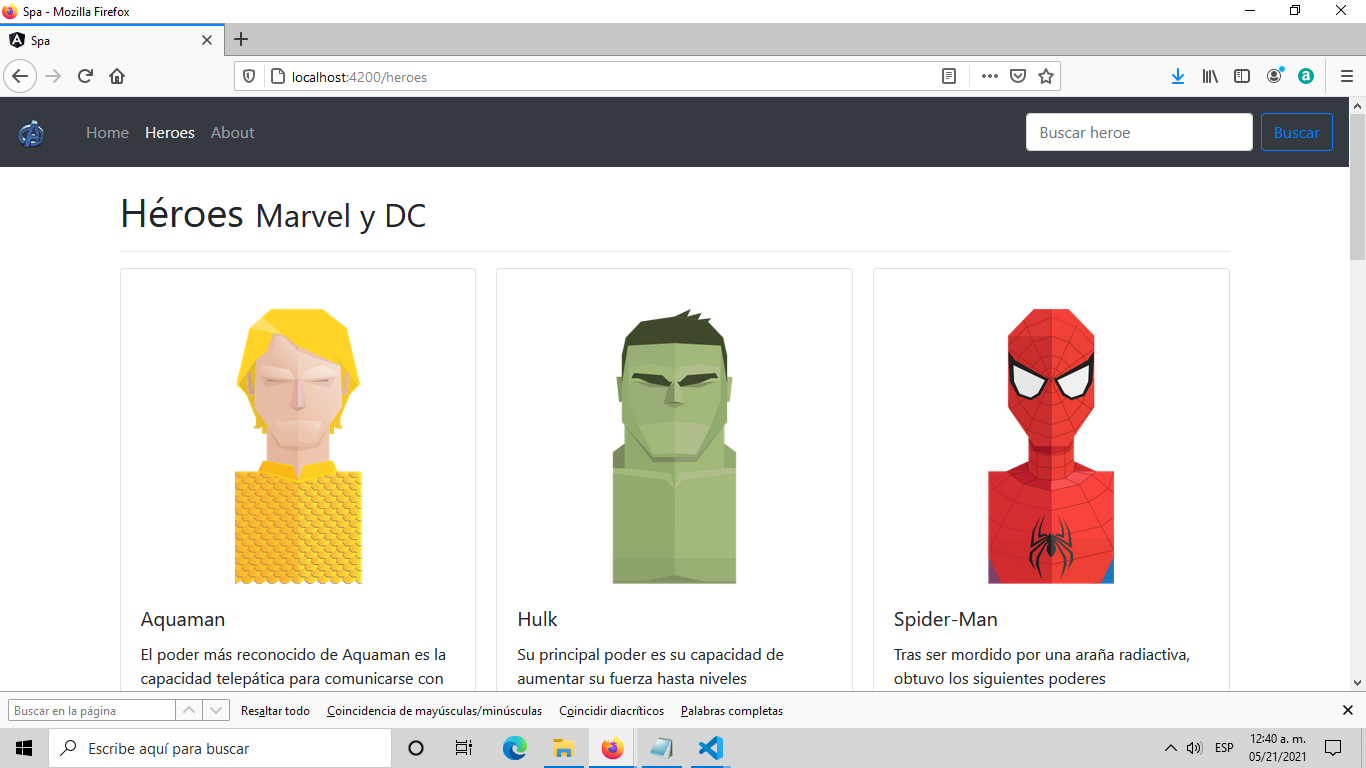 Spa - Mozilla Firefox
Spa
localhost:4200/heroes
Home Heroes About
Buscar heroe Buscar
Héroes Marvel y DC
Aquaman
El poder más reconocido de Aquaman es la
capacidad telepática para comunicarse con
Hulk
Su principal poder es su capacidad de
aumentar su fuerza hasta niveles
Spider-Man
Tras ser mordido por una araña radiactiva,
obtuvo los siguientes poderes
Buscar en la página Resaltar todo Coincidencia de mayúsculas/minúsculas Coincidir diacríticos Palabras completas
Escribe aquí para buscar
ESP
12:40 a. m.
05/21/2021